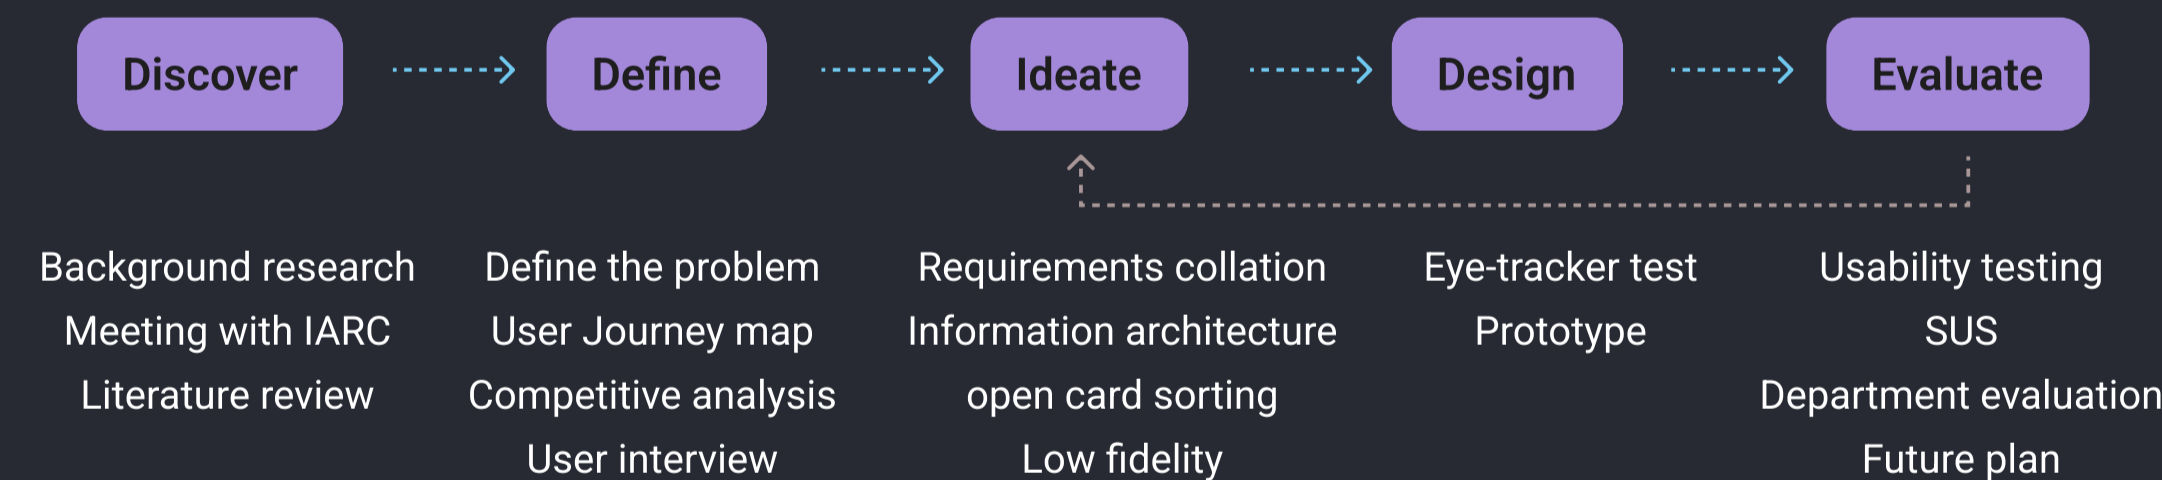 Discover
Define
Ideate
Design
Evaluate
Background research
Meeting with IARC
Literature review
Define the problem
User Journey map
Competitive analysis
User interview
Requirements collation
Information architecture
open card sorting
Low fidelity
Eye-tracker test
Prototype
Usability testing
SUS
Department evaluation
Future plan